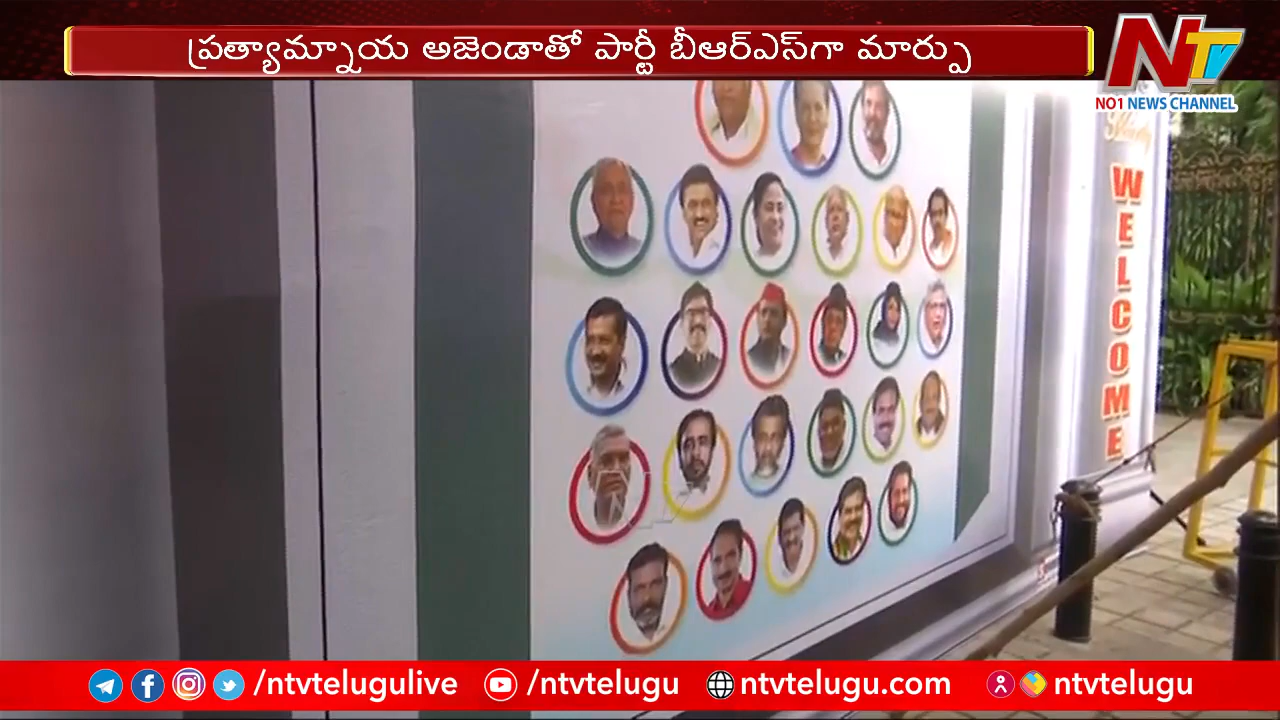 ప్రత్యామ్నాయ అజెండాతో పార్టీ బీఆర్ఎస్‌గా మార్పు
NTV
NO1 NEWS CHANNEL
WELCOME
/ntvtelugulive
/ntvtelugu
ntvtelugu.com
ntvtelugu